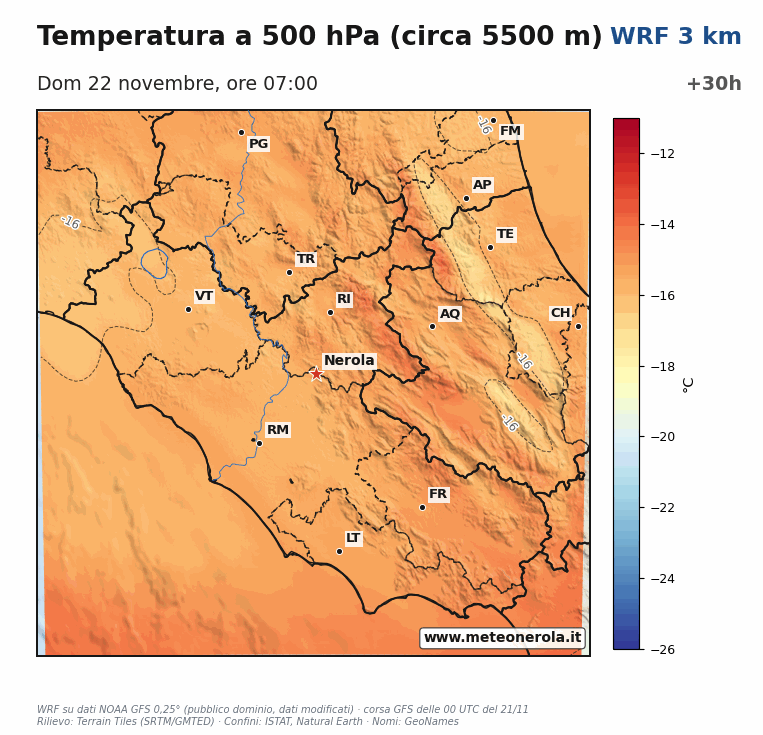 Temperatura a 500 hPa (circa 5500 m) WRF 3 km
Dom 22 novembre, ore 07:00 +30h
-16
FM
PG
AP
-16
TE
TR
VT
RI
AQ
CH
Nerola
-16
-16
RM
FR
LT
www.meteonerola.it
−12
−14
−16
−18
−20
−22
−24
−26
°C
WRF su dati NOAA GFS 0,25° (pubblico dominio, dati modificati) · corsa GFS delle 00 UTC del 21/11
Rilievo: Terrain Tiles (SRTM/GMTED) · Confini: ISTAT, Natural Earth · Nomi: GeoNames